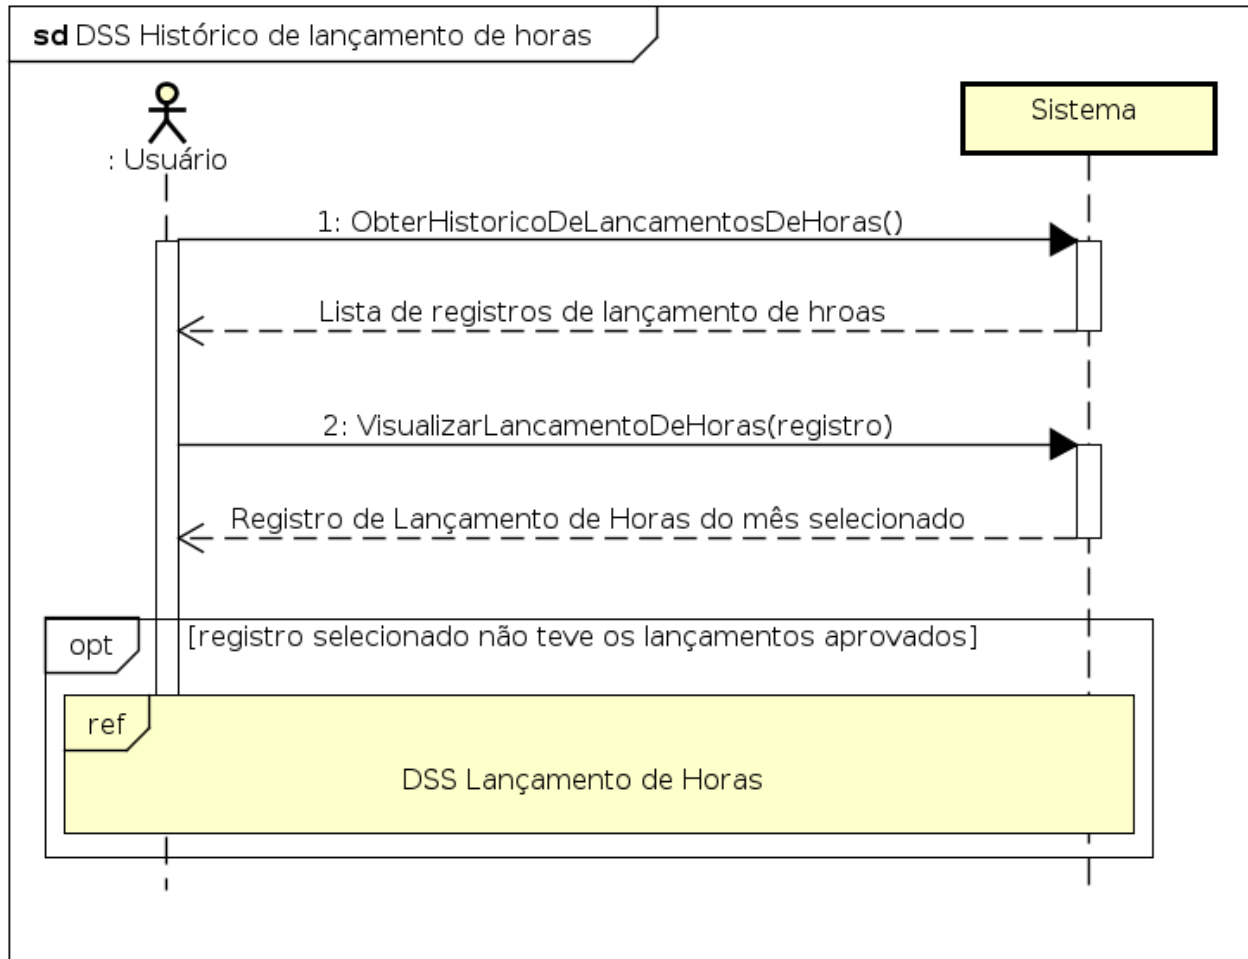 sd DSS Histórico de lançamento de horas
: Usuário
Sistema
1: ObterHistoricoDeLancamentosDeHoras()
Lista de registros de lançamento de hroas
2: VisualizarLancamentoDeHoras(registro)
Registro de Lançamento de Horas do mês selecionado
opt
[registro selecionado não teve os lançamentos aprovados]
ref
DSS Lançamento de Horas